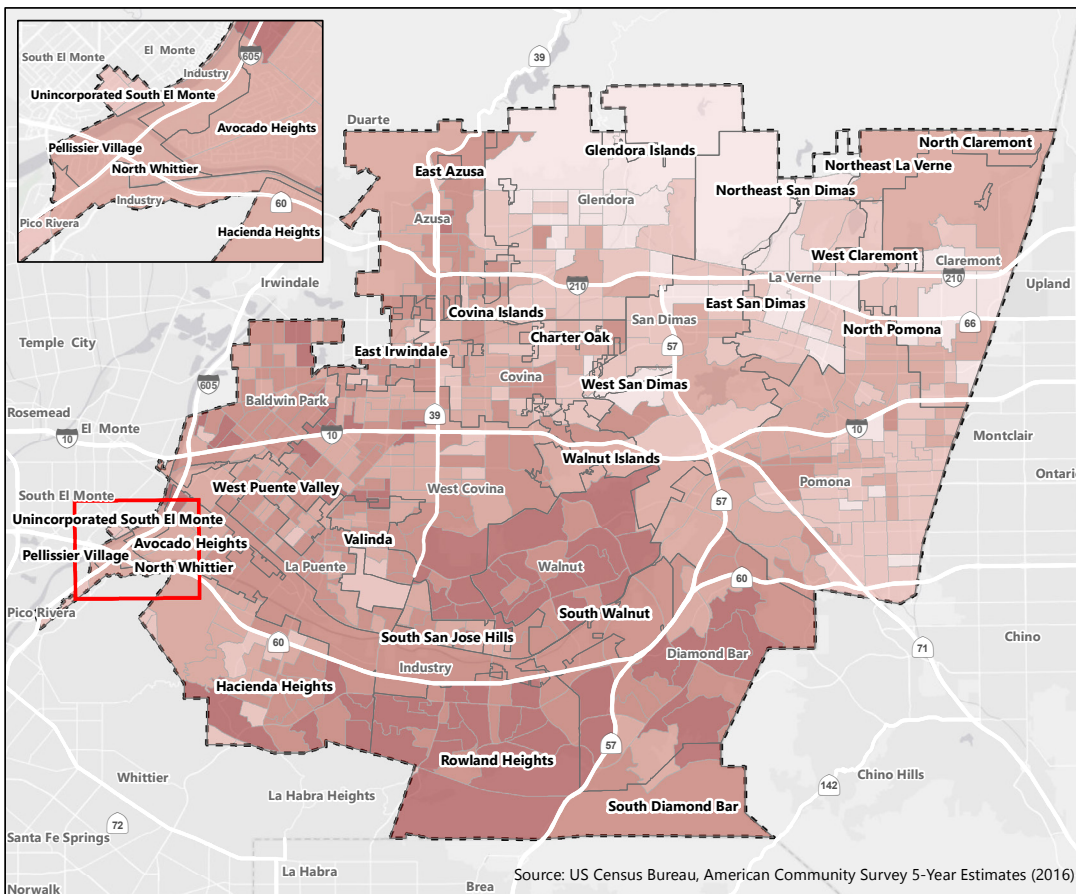 South El Monte
El Monte
605
Industry
Unincorporated South El Monte
Avocado Heights
Pellissier Village
North Whittier
Industry
60
Pico Rivera
Hacienda Heights
39
Duarte
Glendora Islands
North Claremont
Northeast La Verne
East Azusa
Northeast San Dimas
Glendora
Azusa
West Claremont
Claremont
La Verne
210
210
Irwindale
Upland
East San Dimas
Covina Islands
San Dimas
66
North Pomona
Charter Oak
Temple City
57
East Irwindale
Covina
West San Dimas
605
Baldwin Park
39
Rosemead
El Monte
10
10
10
Montclair
Walnut Islands
West Covina
Pomona
Ontario
West Puente Valley
South El Monte
57
Unincorporated South El Monte
Valinda
Avocado Heights
Pellissier Village
La Puente
Walnut
North Whittier
60
Pico Rivera
South Walnut
South San Jose Hills
Chino
60
Diamond Bar
71
Industry
Hacienda Heights
57
Rowland Heights
Whittier
Chino Hills
142
La Habra Heights
South Diamond Bar
72
Santa Fe Springs
La Habra
Source: US Census Bureau, American Community Survey 5-Year Estimates (2016)
Brea
Norwalk